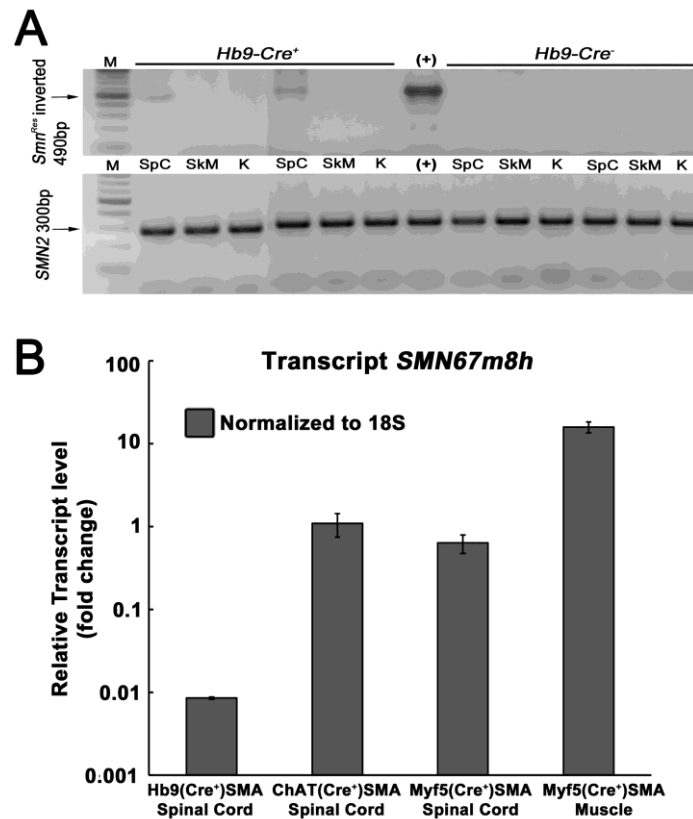 A
M Hb9-Cre⁺ (+) Hb9-Cre⁻
Smn^Res inverted
490bp
M SpC SkM K SpC SkM K (+) SpC SkM K SpC SkM K
SMN2 300bp
B
Transcript SMN67m8h
Normalized to 18S
Relative Transcript level
(fold change)
100
10
1
0.1
0.01
0.001
Hb9(Cre⁺)SMA
Spinal Cord
ChAT(Cre⁺)SMA
Spinal Cord
Myf5(Cre⁺)SMA
Spinal Cord
Myf5(Cre⁺)SMA
Muscle